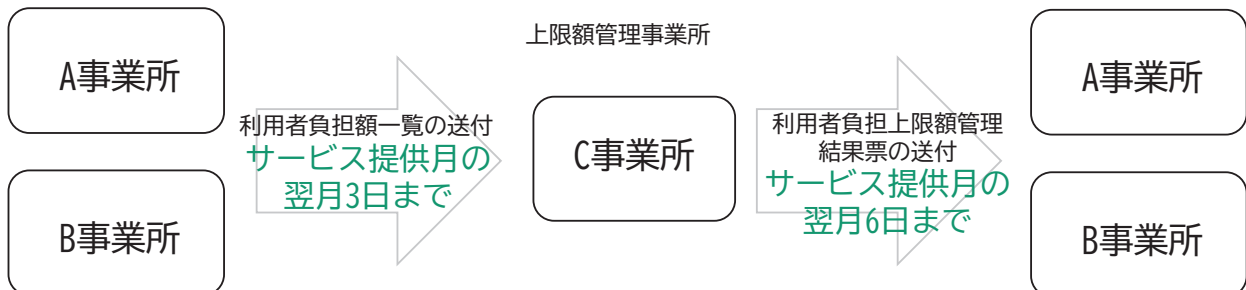 上限額管理事業所
A事業所
B事業所
利用者負担額一覧の送付
サービス提供月の
翌月3日まで
C事業所
利用者負担上限額管理
結果票の送付
サービス提供月の
翌月6日まで
A事業所
B事業所